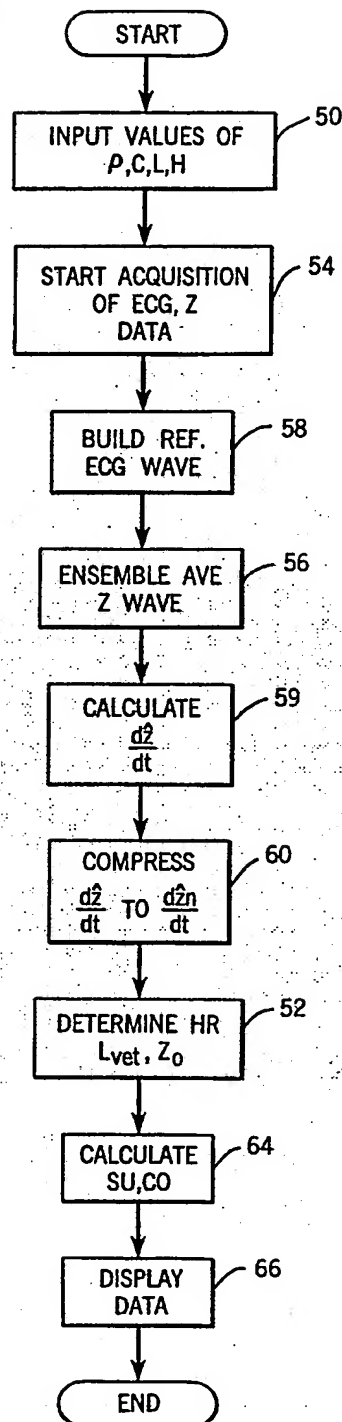 START
INPUT VALUES OF
ρ,C,L,H
50
START ACQUISITION
OF ECG, Z
DATA
54
BUILD REF.
ECG WAVE
58
ENSEMBLE AVE
Z WAVE
56
CALCULATE
dẑ
dt
59
COMPRESS
dẑ/dt TO dẑn/dt
60
DETERMINE HR
Lvet, Zo
52
CALCULATE
SU,CO
64
DISPLAY
DATA
66
END